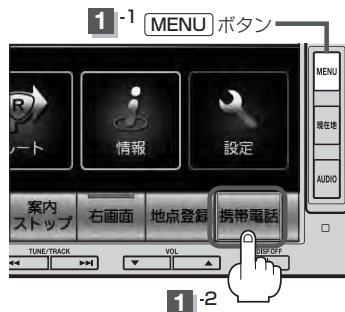 1-1 MENU ボタン
MENU
R
ート
情報
設定
現在地
AUDIO
案内
ストップ
右画面
地点登録
携帯電話
TUNE/TRACK
VOL
DISP.OFF
1-2